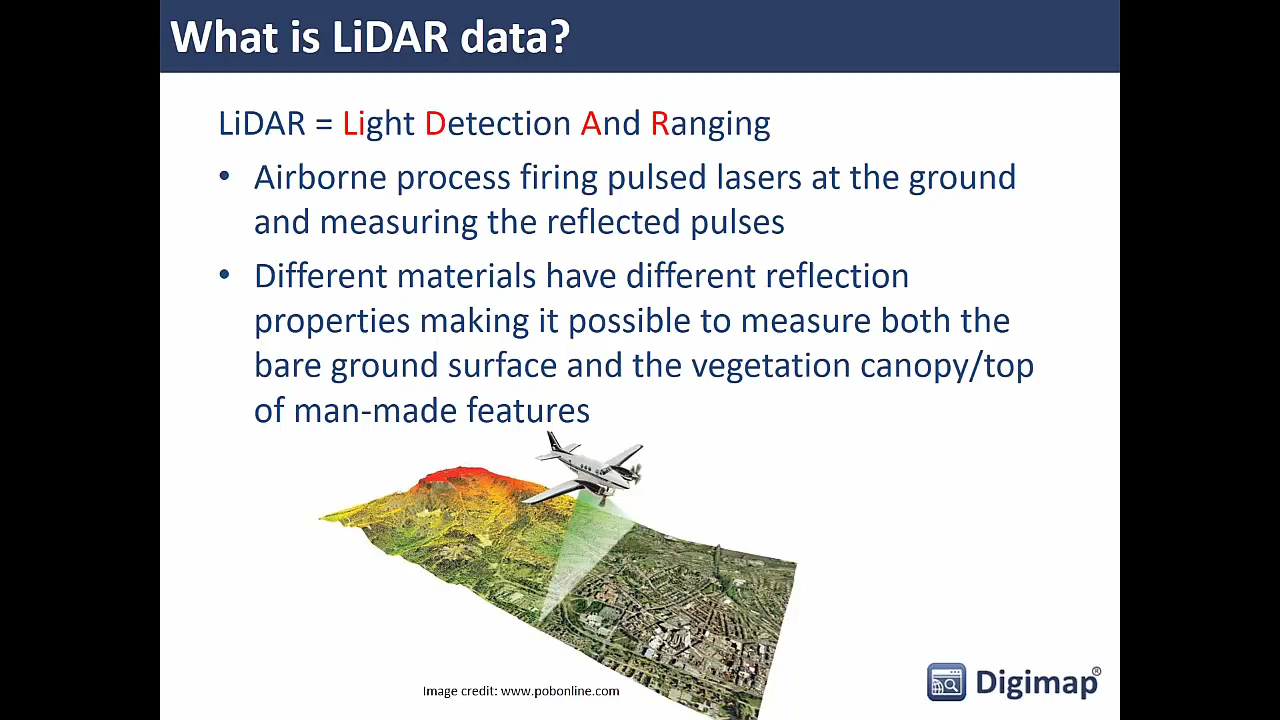 What is LiDAR data?
LiDAR = Light Detection And Ranging
• Airborne process firing pulsed lasers at the ground
and measuring the reflected pulses
• Different materials have different reflection
properties making it possible to measure both the
bare ground surface and the vegetation canopy/top
of man-made features
Image credit: www.pobonline.com
Digimap®